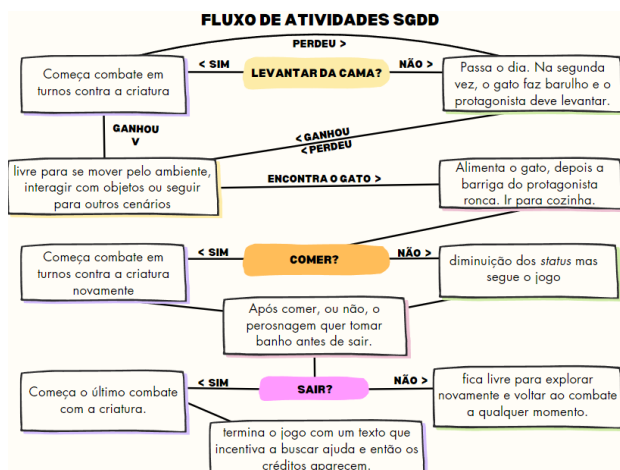 FLUXO DE ATIVIDADES SGDD
PERDEU >
Começa combate em
turnos contra a criatura
< SIM
LEVANTAR DA CAMA?
NÃO >
Passa o dia. Na segunda
vez, o gato faz barulho e o
protagonista deve levantar.
GANHOU
V
< GANHOU
< PERDEU
livre para se mover pelo ambiente,
interagir com objetos ou seguir
para outros cenários
ENCONTRA O GATO >
Alimenta o gato, depois a
barriga do protagonista
ronca. Ir para cozinha.
Começa combate em
turnos contra a criatura
novamente
< SIM
COMER?
NÃO >
diminuição dos status mas
segue o jogo
Após comer, ou não, o
perosnagem quer tomar
banho antes de sair.
Começa o último combate
com a criatura.
< SIM
SAIR?
NÃO >
fica livre para explorar
novamente e voltar ao combate
a qualquer momento.
termina o jogo com um texto que
incentiva a buscar ajuda e então os
créditos aparecem.